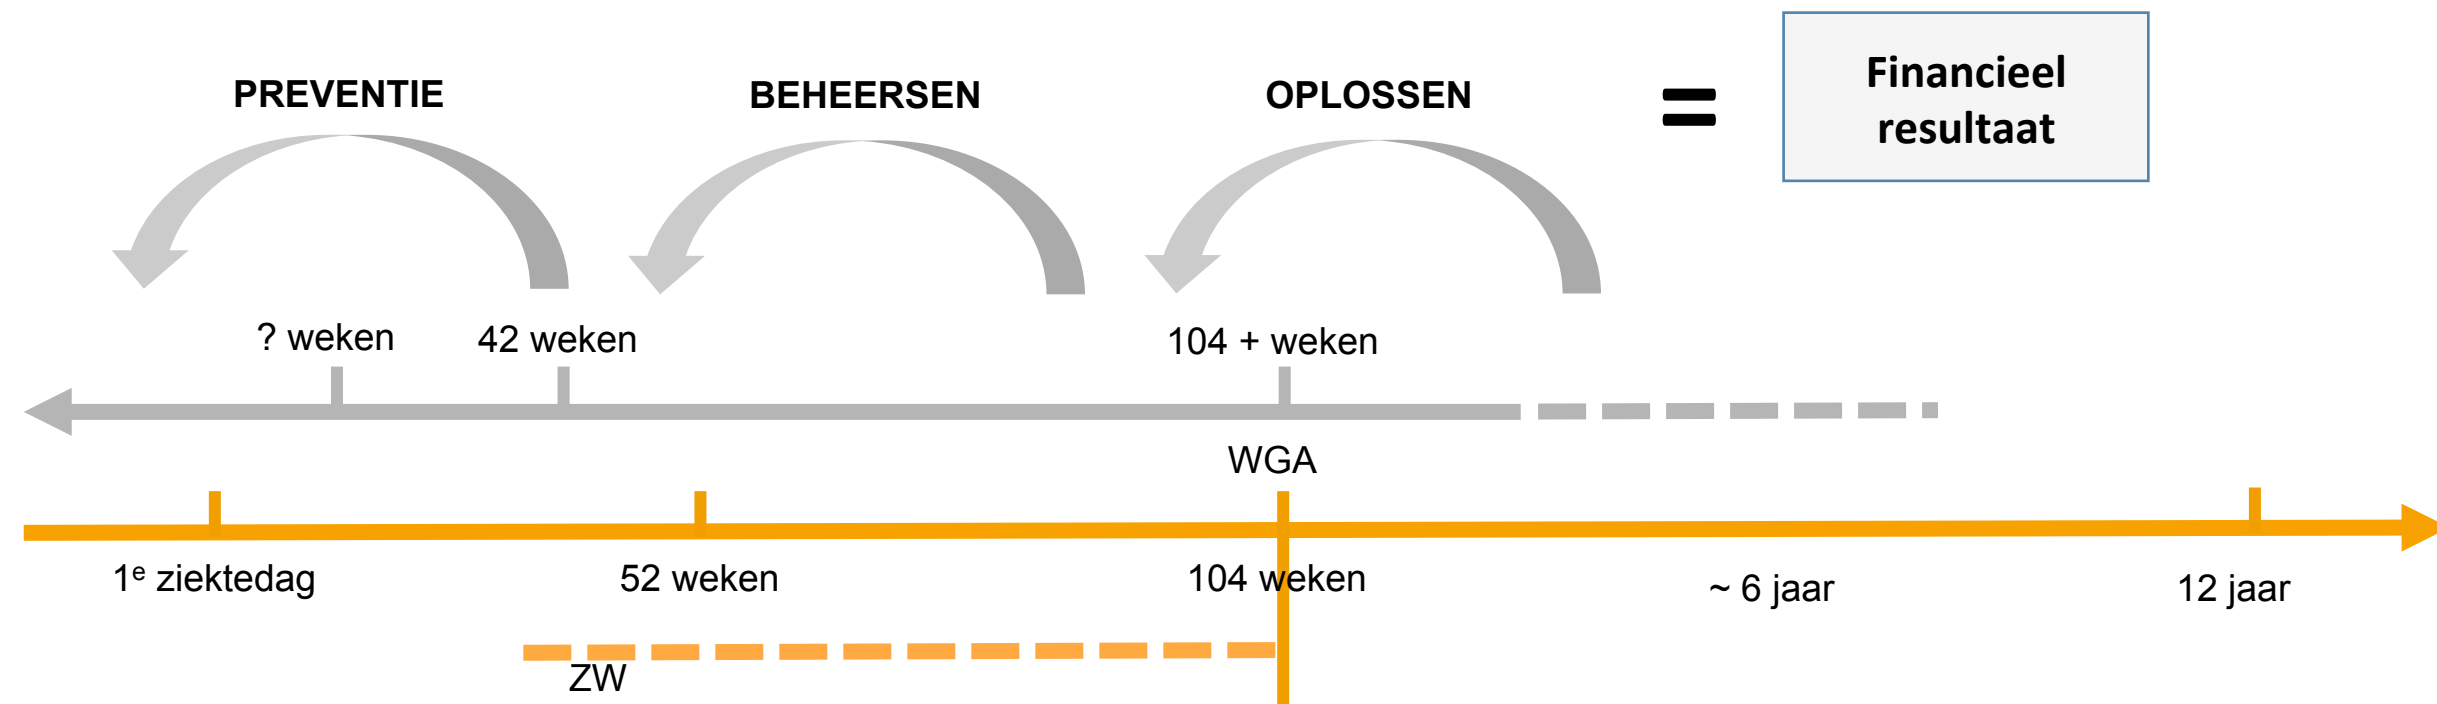 PREVENTIE
BEHEERSEN
OPLOSSEN
=
Financieel
resultaat
? weken
42 weken
104 + weken
WGA
1e ziektedag
52 weken
104 weken
~ 6 jaar
12 jaar
ZW